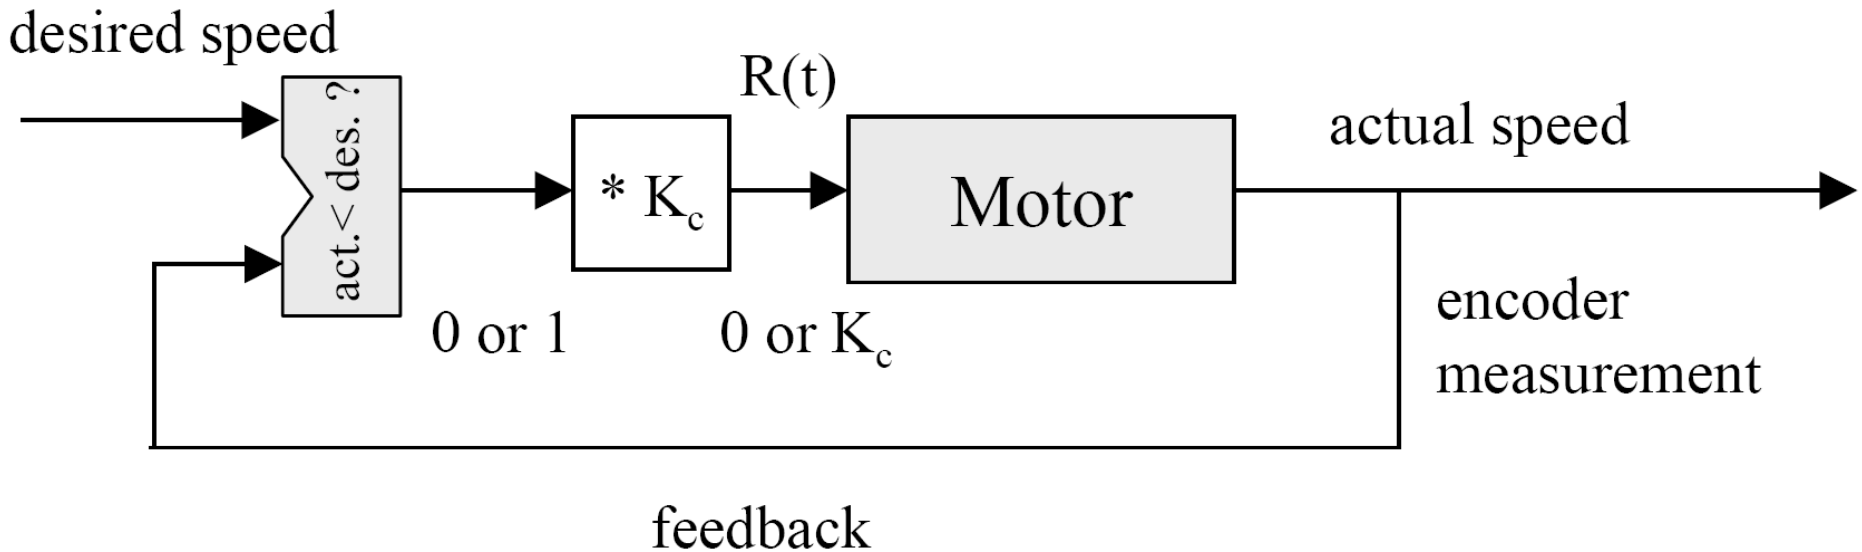 desired speed
act.< des. ?
R(t)
* Kc
Motor
actual speed
0 or 1
0 or Kc
encoder
measurement
feedback